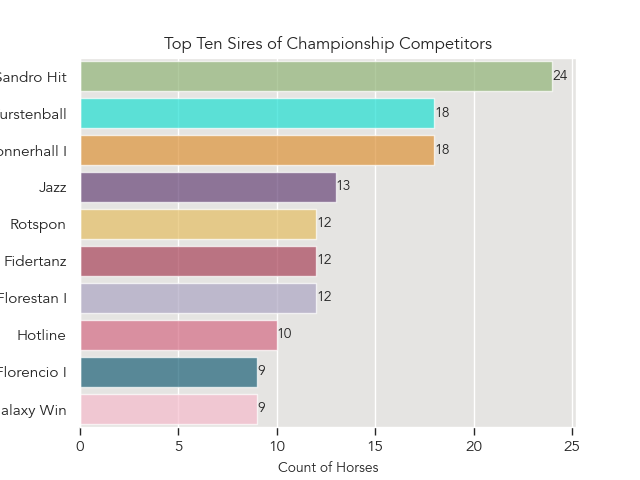 Top Ten Sires of Championship Competitors
Sandro Hit 24
urstenball 18
onnerhall I 18
Jazz 13
Rotspon 12
Fidertanz 12
Florestan I 12
Hotline 10
Florencio I 9
alaxy Win 9
0 5 10 15 20 25
Count of Horses